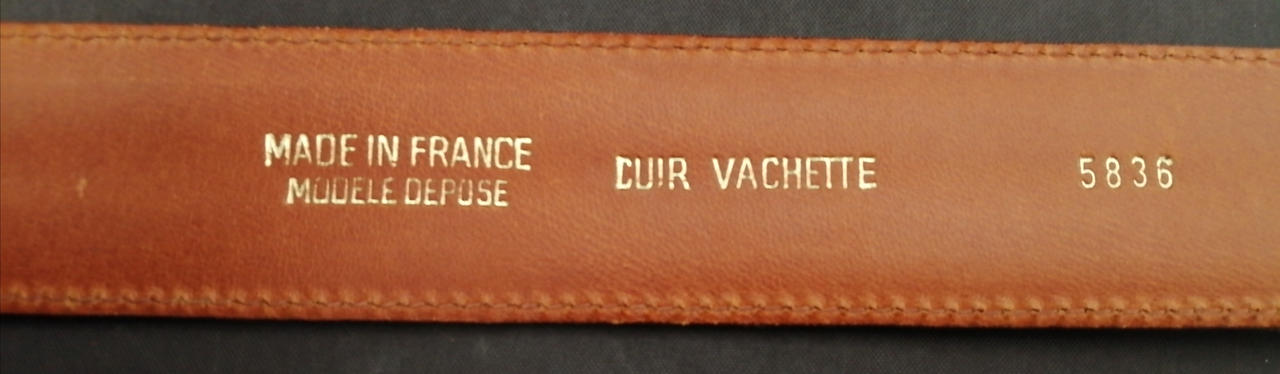 MADE IN FRANCE
MODELE DEPOSE
CUIR VACHETTE
5836